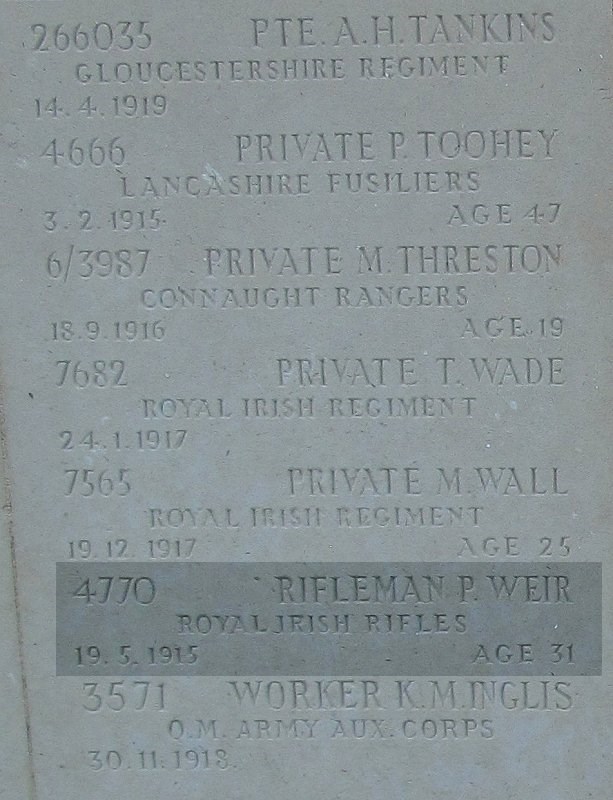 266035 PTE. A.H. TANKINS
GLOUCESTERSHIRE REGIMENT
14. 4. 1919
4666 PRIVATE P. TOOHEY
LANCASHIRE FUSILIERS
3. 2. 1915 AGE 47
6/3987 PRIVATE M. THRESTON
CONNAUGHT RANGERS
18. 9. 1916 AGE 19
7682 PRIVATE T. WADE
ROYAL IRISH REGIMENT
24. 1. 1917
7565 PRIVATE M. WALL
ROYAL IRISH REGIMENT
19. 12. 1917 AGE 25
4770 RIFLEMAN P. WEIR
ROYAL IRISH RIFLES
19. 5. 1915 AGE 31
3571 WORKER K.M. INGLIS
Q.M. ARMY AUX. CORPS
30. 11. 1918.